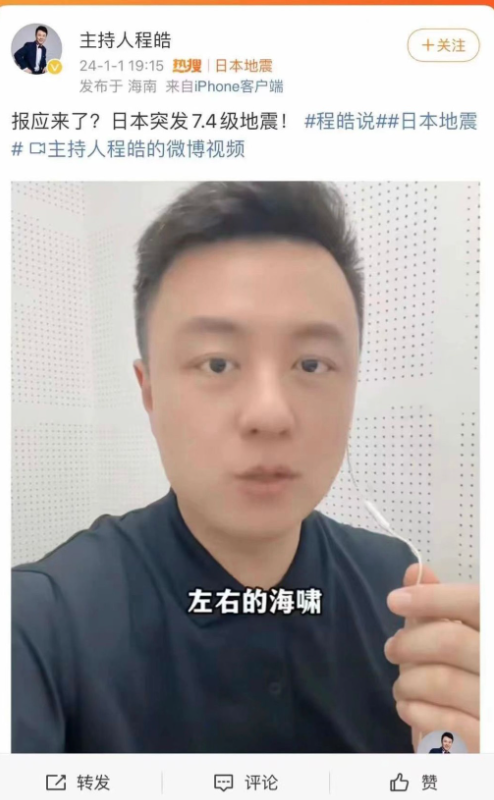 主持人程皓
+关注
24-1-1 19:15 热搜 | 日本地震
发布于 海南 来自iPhone客户端
报应来了？日本突发7.4级地震！ #程皓说##日本地震
# 主持人程皓的微博视频
左右的海啸
转发
评论
赞